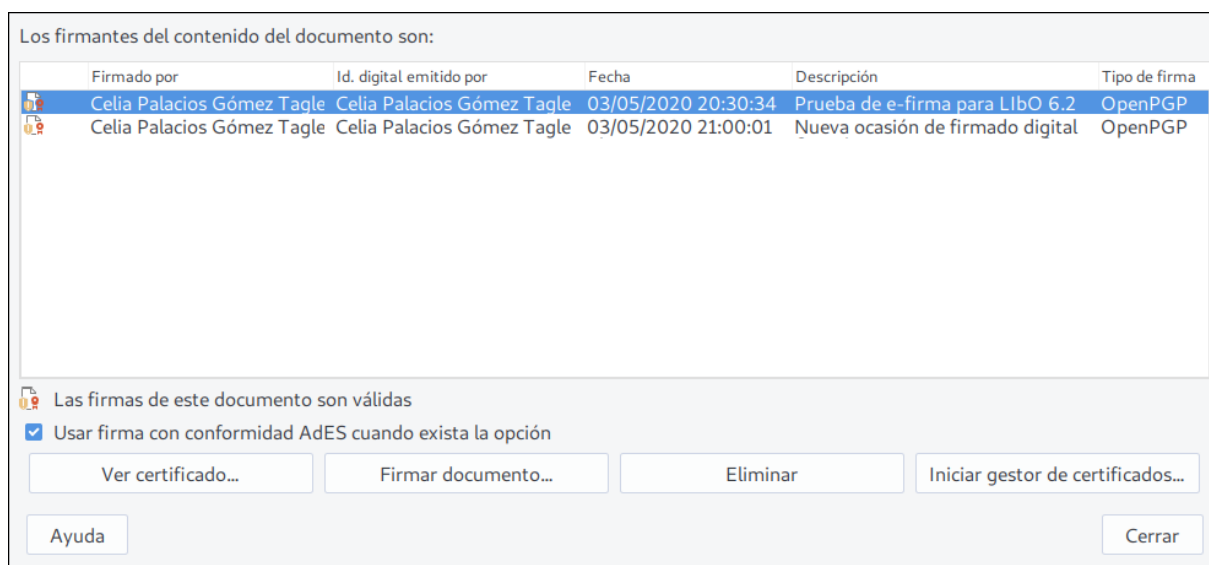 Los firmantes del contenido del documento son:
Firmado por Id. digital emitido por Fecha Descripción Tipo de firma
Celia Palacios Gómez Tagle Celia Palacios Gómez Tagle 03/05/2020 20:30:34 Prueba de e-firma para LIbO 6.2 OpenPGP
Celia Palacios Gómez Tagle Celia Palacios Gómez Tagle 03/05/2020 21:00:01 Nueva ocasión de firmado digital OpenPGP
Las firmas de este documento son válidas
Usar firma con conformidad AdES cuando exista la opción
Ver certificado... Firmar documento... Eliminar Iniciar gestor de certificados...
Ayuda Cerrar